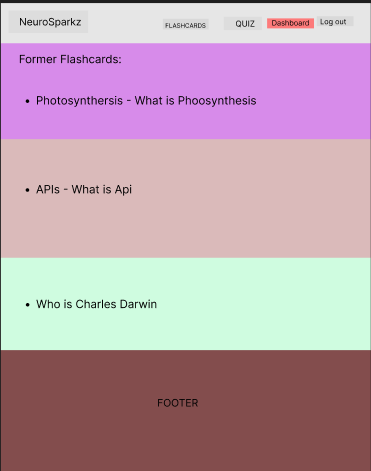 NeuroSparkz
FLASHCARDS QUIZ Dashboard Log out
Former Flashcards:
• Photosynthersis - What is Phoosynthesis
• APIs - What is Api
• Who is Charles Darwin
FOOTER